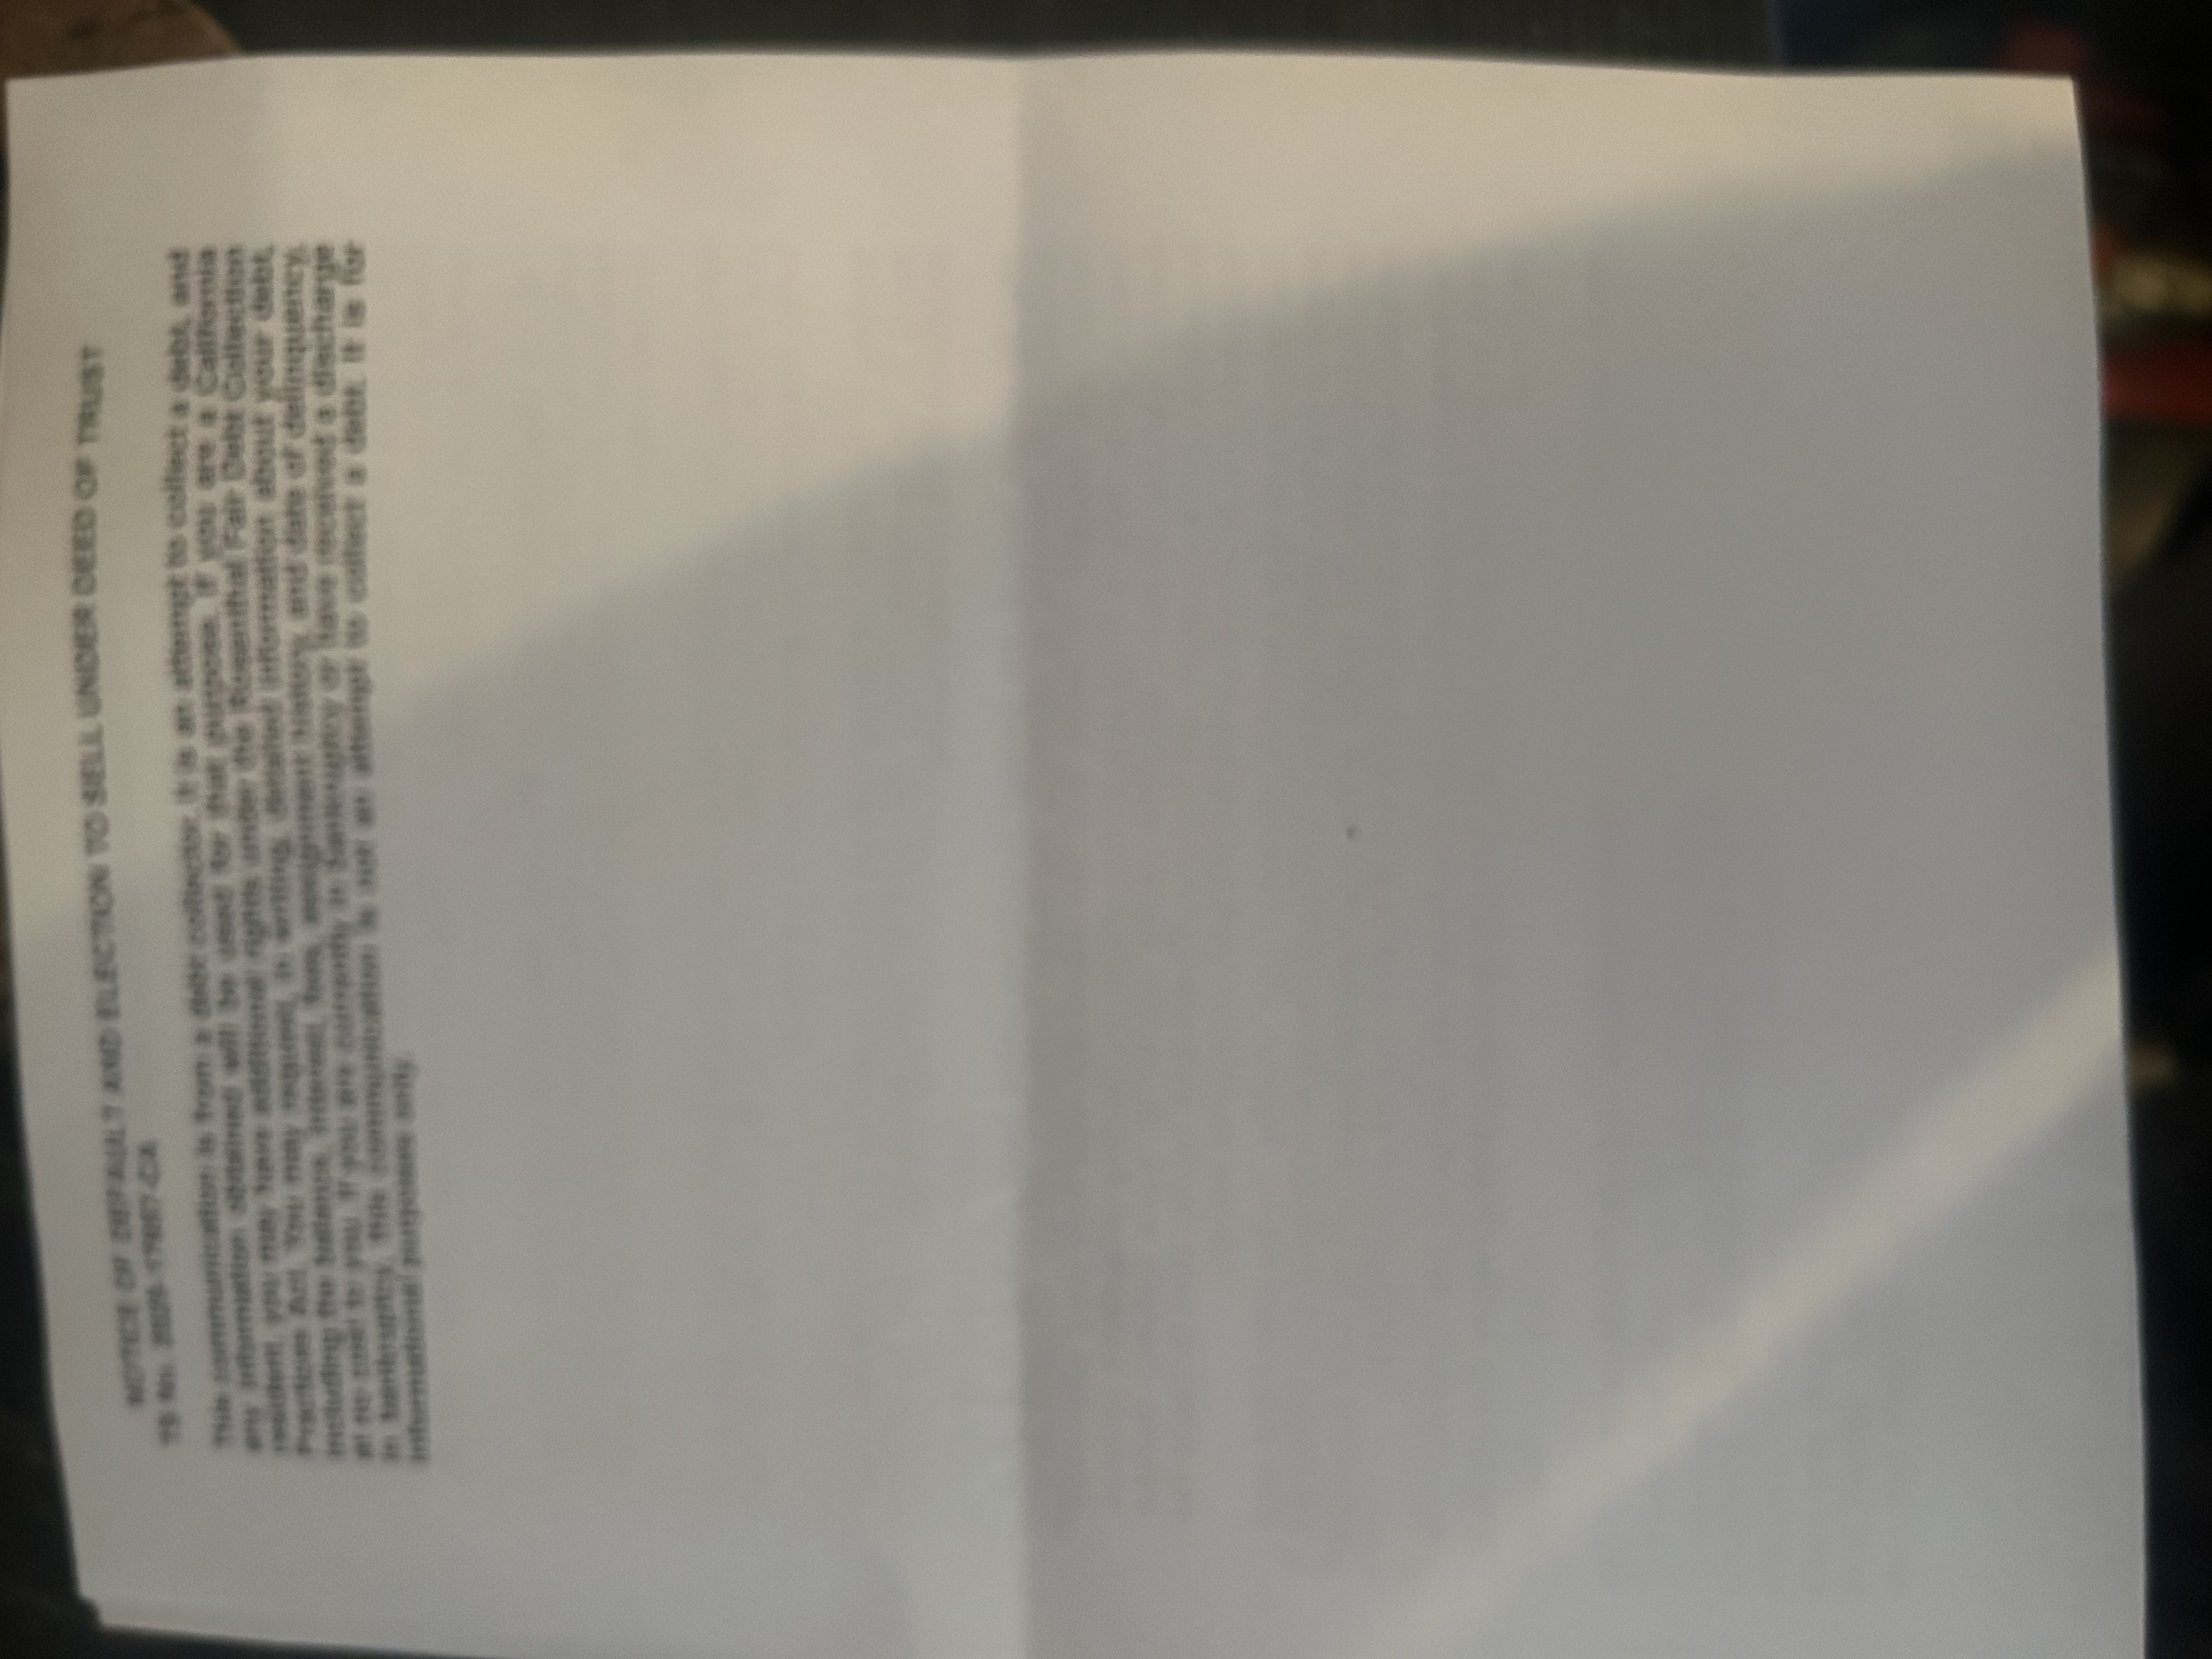 NOTICE OF DEFAULT AND ELECTION TO SELL UNDER DEED OF TRUST
TS No.
This communication is from a debt collector. It is an attempt to collect a debt, and
any information obtained will be used for that purpose. If you are a California
resident, you may have additional rights under the Rosenthal Fair Debt Collection
Practices Act. You may request, in writing, detailed information about your debt,
including the balance, interest, fees, assignment history, and date of delinquency,
at no cost to you. If you are currently in bankruptcy or have received a discharge
in bankruptcy, this communication is not an attempt to collect a debt. It is for
informational purposes only.